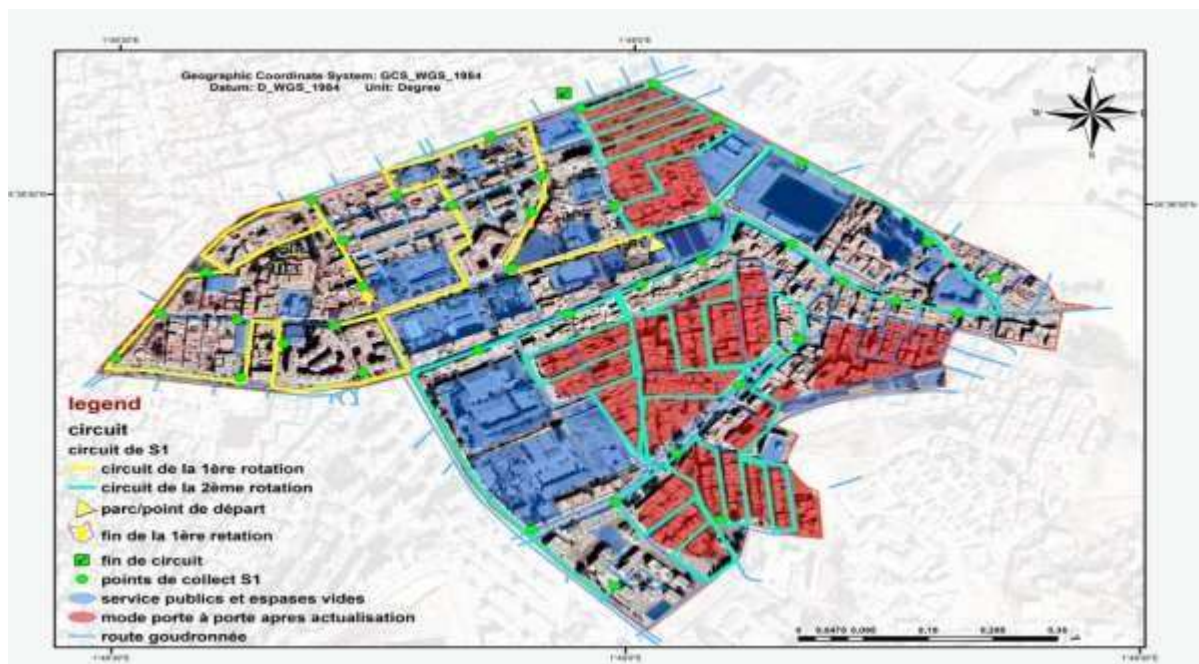 Geographic Coordinate System: GCS_WGS_1984
Datum: D_WGS_1984 Unit: Degree
N
W
legend
circuit
circuit de S1
circuit de la 1ère rotation
circuit de la 2ème rotation
parc/point de départ
fin de la 1ère retation
fin de circuit
points de collect S1
service publics et espases vides
mode porte à porte apres actualisation
route goudronnée